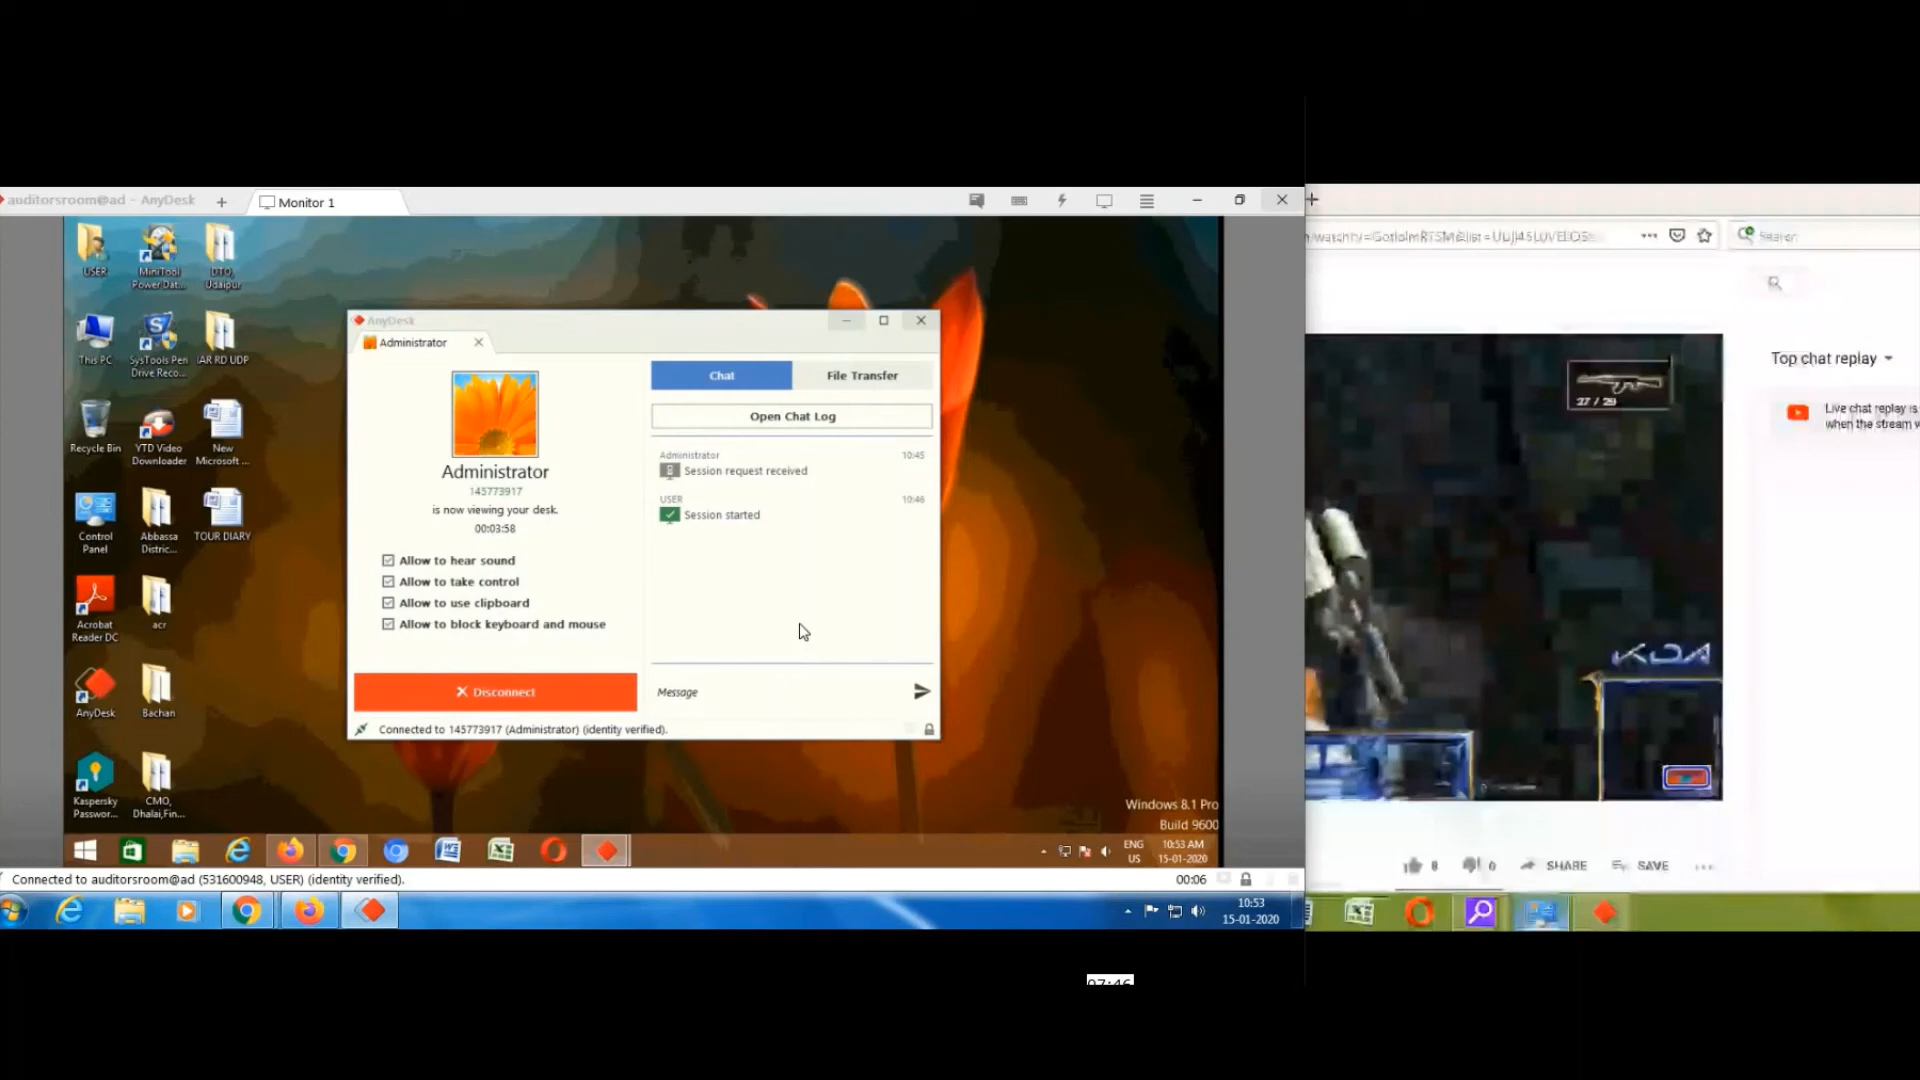 auditorsroom@ad - AnyDesk
Monitor 1
USER
MiniTool
Power Dat...
DTO,
Udaipur
This PC
SysTools Pen
Drive Reco...
IAR RD UDP
Recycle Bin
YTD Video
Downloader
New
Microsoft ...
Control
Panel
Abbassa
Distric...
TOUR DIARY
Acrobat
Reader DC
acr
AnyDesk
Bachan
Kaspersky
Passwor...
CMO,
Dhalai,Fin...
AnyDesk
Administrator
Administrator
145773917
is now viewing your desk.
00:03:58
Allow to hear sound
Allow to take control
Allow to use clipboard
Allow to block keyboard and mouse
Disconnect
Chat
File Transfer
Open Chat Log
Administrator 10:45
Session request received
USER 10:46
Session started
Message
Connected to 145773917 (Administrator) (identity verified).
Windows 8.1 Pro
Build 9600
ENG
US
10:53 AM
15-01-2020
Connected to auditorsroom@ad (531600948, USER) (identity verified).
00:06
10:53
15-01-2020
Search
27 / 29
KDA
Top chat replay
Live chat replay is
when the stream w
8
0
SHARE
SAVE
07:46